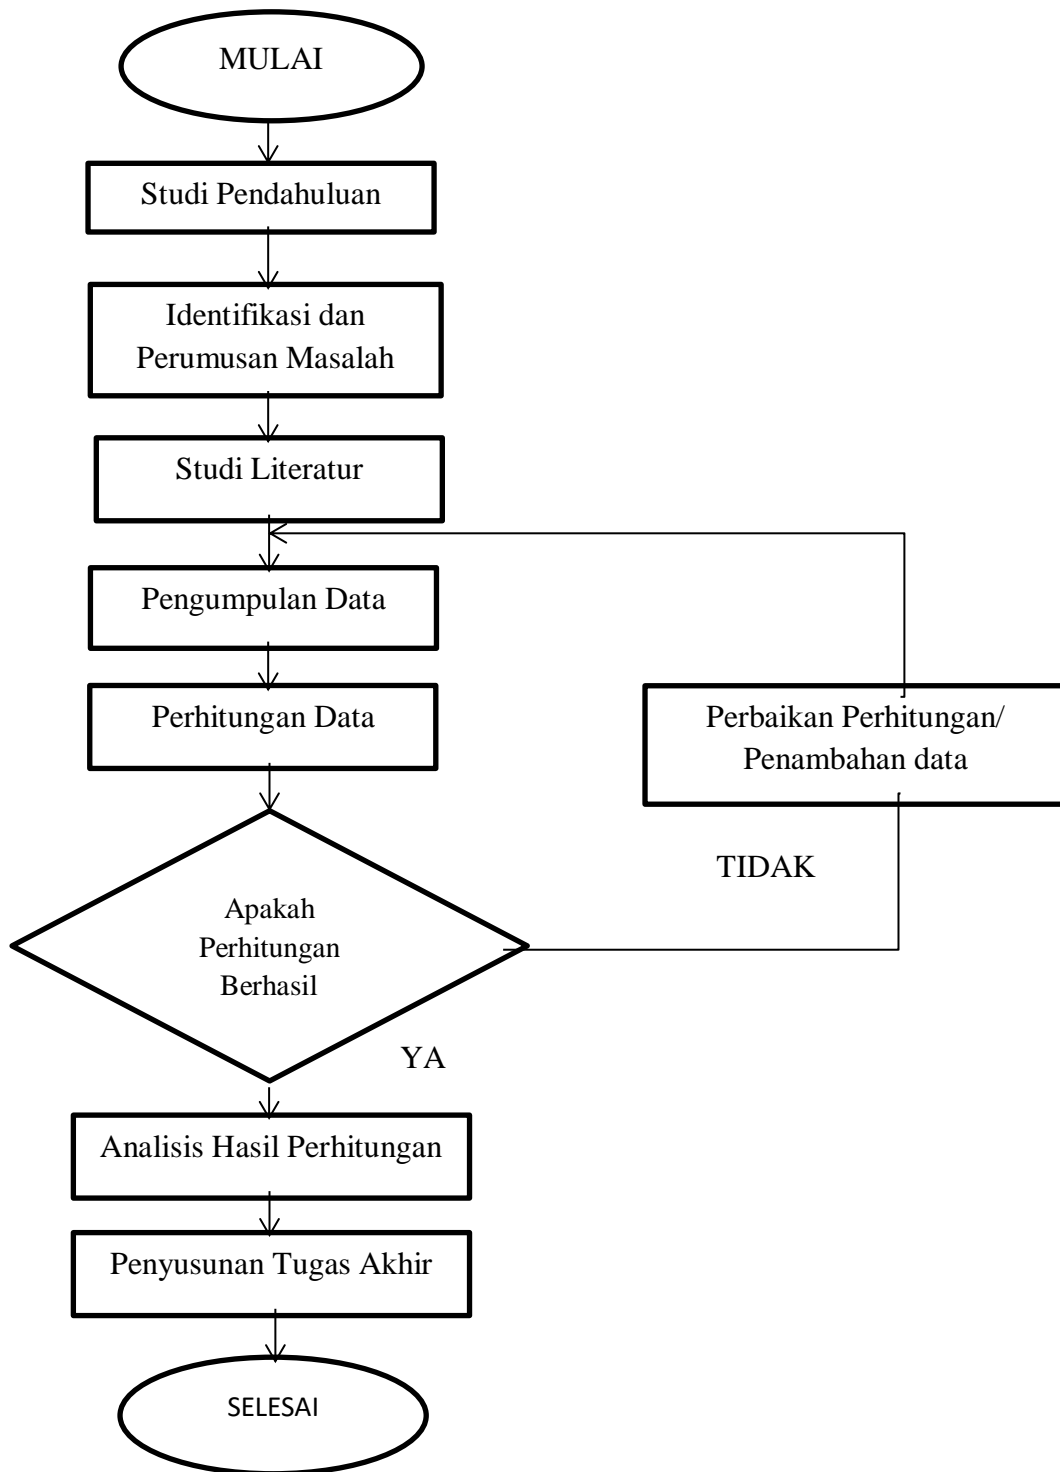 MULAI
Studi Pendahuluan
Identifikasi dan
Perumusan Masalah
Studi Literatur
Pengumpulan Data
Perhitungan Data
Perbaikan Perhitungan/
Penambahan data
TIDAK
Apakah
Perhitungan
Berhasil
YA
Analisis Hasil Perhitungan
Penyusunan Tugas Akhir
SELESAI